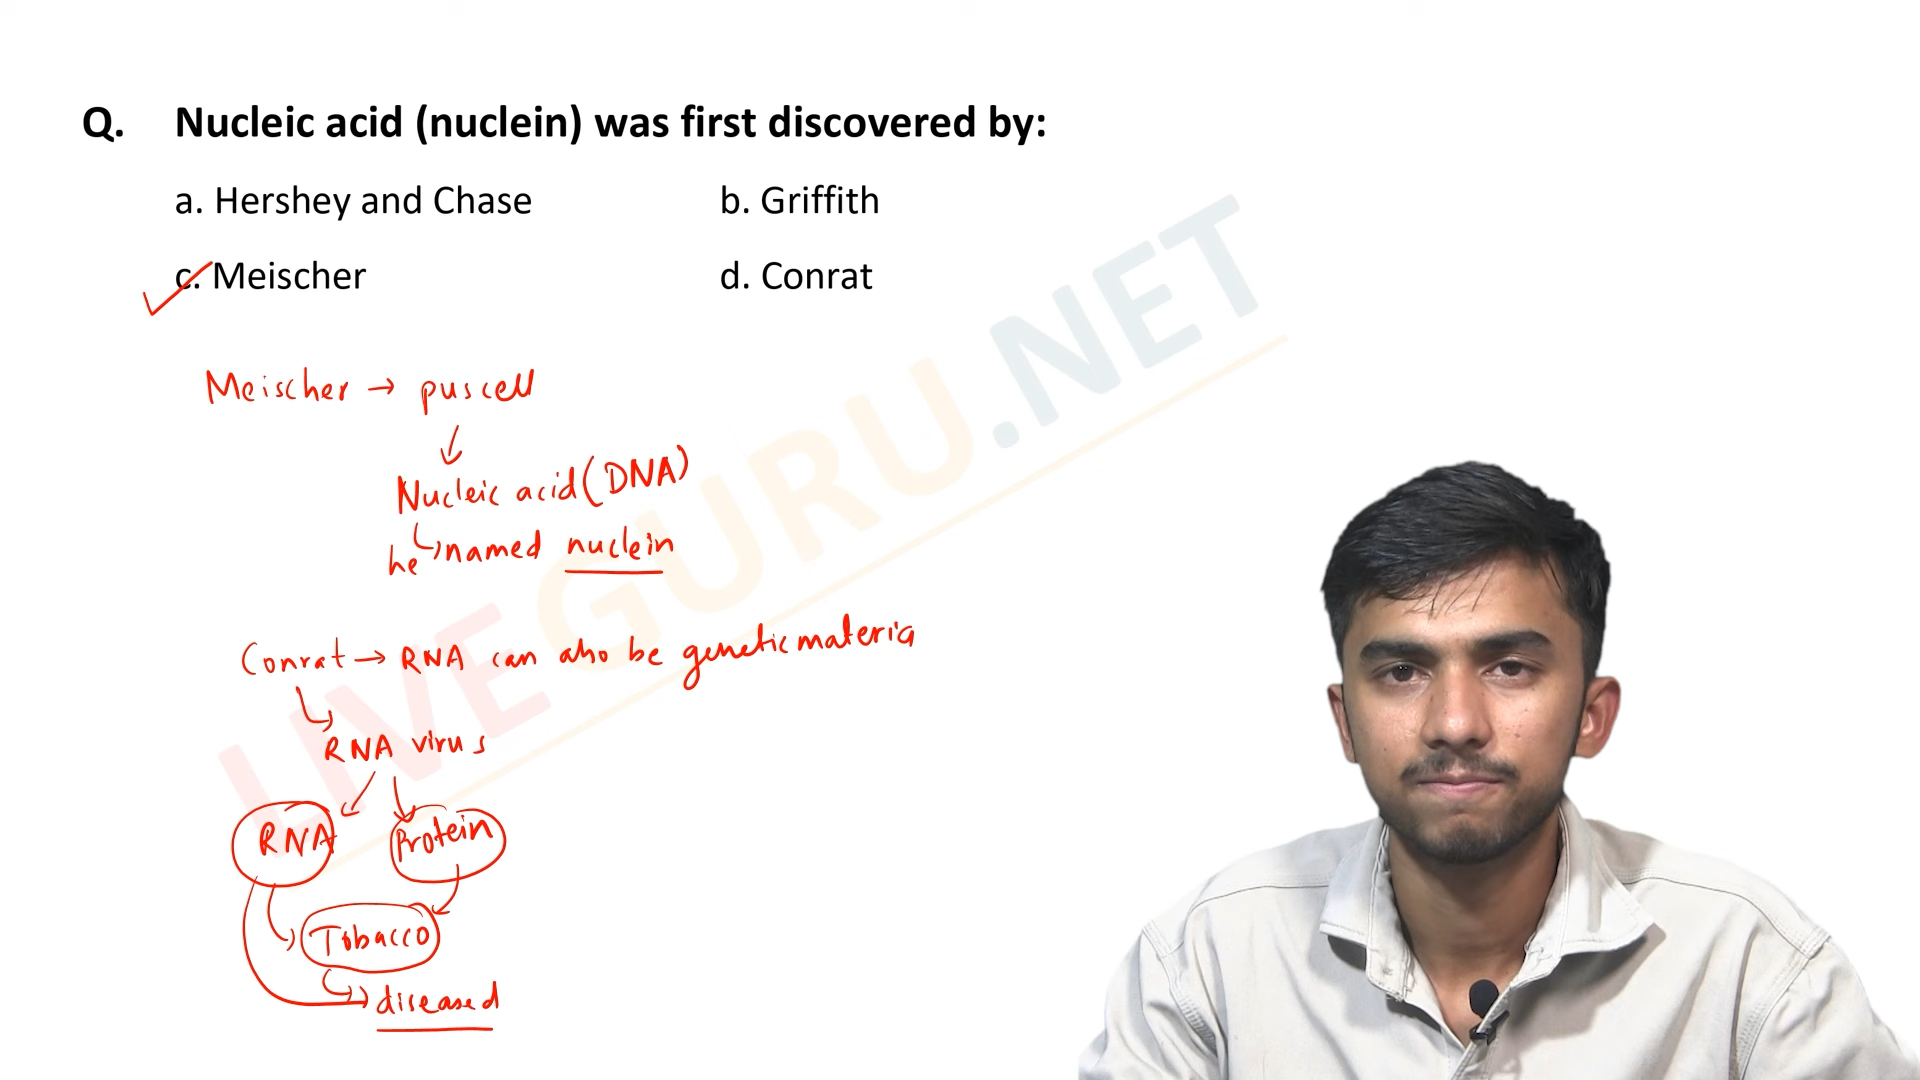 Q. Nucleic acid (nuclein) was first discovered by:
a. Hershey and Chase b. Griffith
c. Meischer d. Conrat
Meischer → pus cell
Nucleic acid (DNA)
he named nuclein
Conrat → RNA can also be genetic materia
RNA virus
RNA Protein
Tobacco
diseased
LIVEGURU.NET